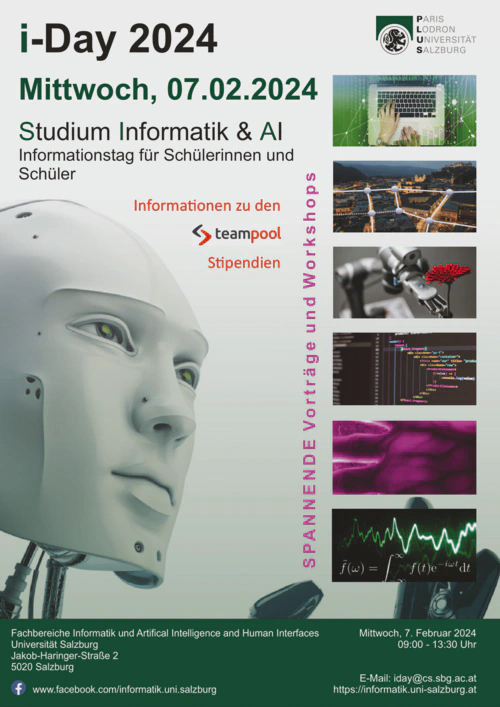 i-Day 2024
PARIS
LODRON
UNIVERSITÄT
SALZBURG
Mittwoch, 07.02.2024
Studium Informatik & AI
Informationstag für Schülerinnen und
Schüler
Informationen zu den
teampool
Stipendien
SPANNENDE Vorträge und Workshops
f̂(ω) = ∫ f(t)e^-iωt dt
Fachbereiche Informatik und Artifical Intelligence and Human Interfaces
Universität Salzburg
Jakob-Haringer-Straße 2
5020 Salzburg
www.facebook.com/informatik.uni.salzburg
Mittwoch, 7. Februar 2024
09:00 - 13:30 Uhr
E-Mail: iday@cs.sbg.ac.at
https://informatik.uni-salzburg.at